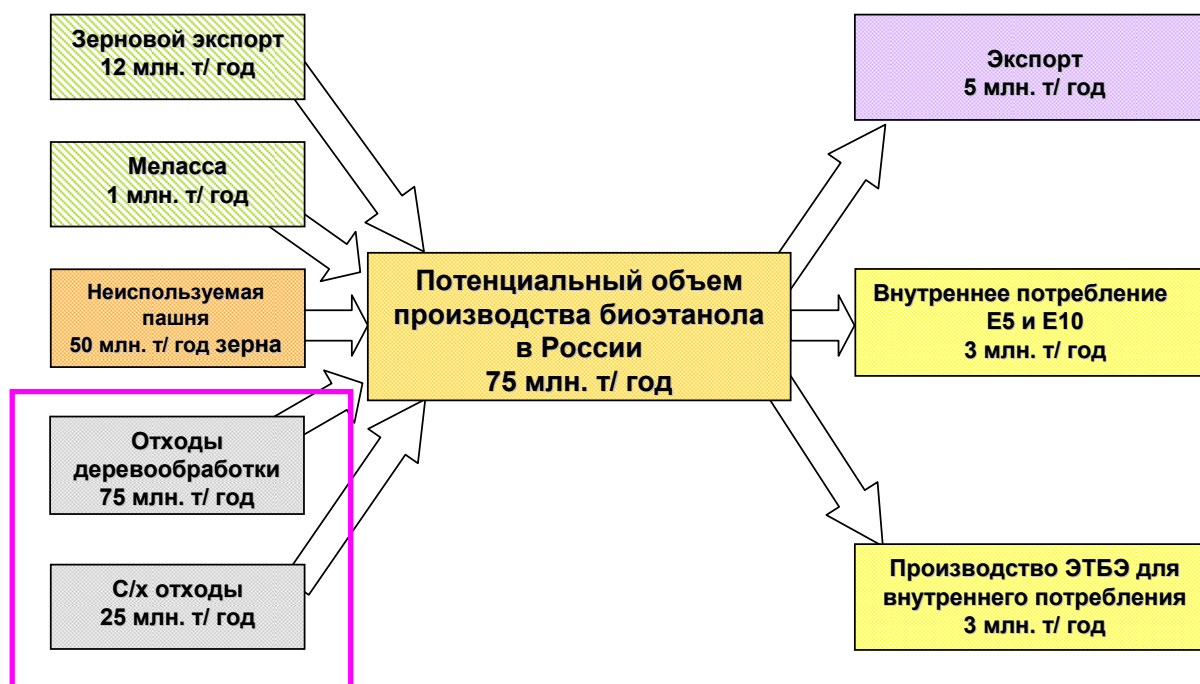 Зерновой экспорт
12 млн. т/ год
Меласса
1 млн. т/ год
Неиспользуемая
пашня
50 млн. т/ год зерна
Отходы
деревообработки
75 млн. т/ год
С/х отходы
25 млн. т/ год
Потенциальный объем
производства биоэтанола
в России
75 млн. т/ год
Экспорт
5 млн. т/ год
Внутреннее потребление
Е5 и Е10
3 млн. т/ год
Производство ЭТБЭ для
внутреннего потребления
3 млн. т/ год